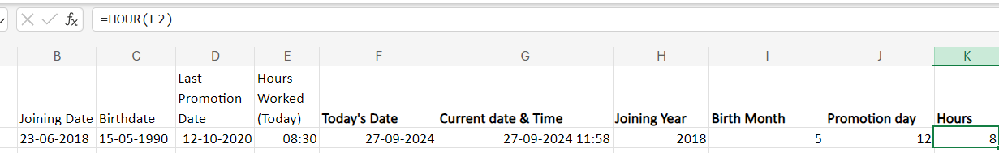 =HOUR(E2)
B C D E F G H I J K
Last Hours
Promotion Worked
Joining Date Birthdate Date (Today) Today's Date Current date & Time Joining Year Birth Month Promotion day Hours
23-06-2018 15-05-1990 12-10-2020 08:30 27-09-2024 27-09-2024 11:58 2018 5 12 8